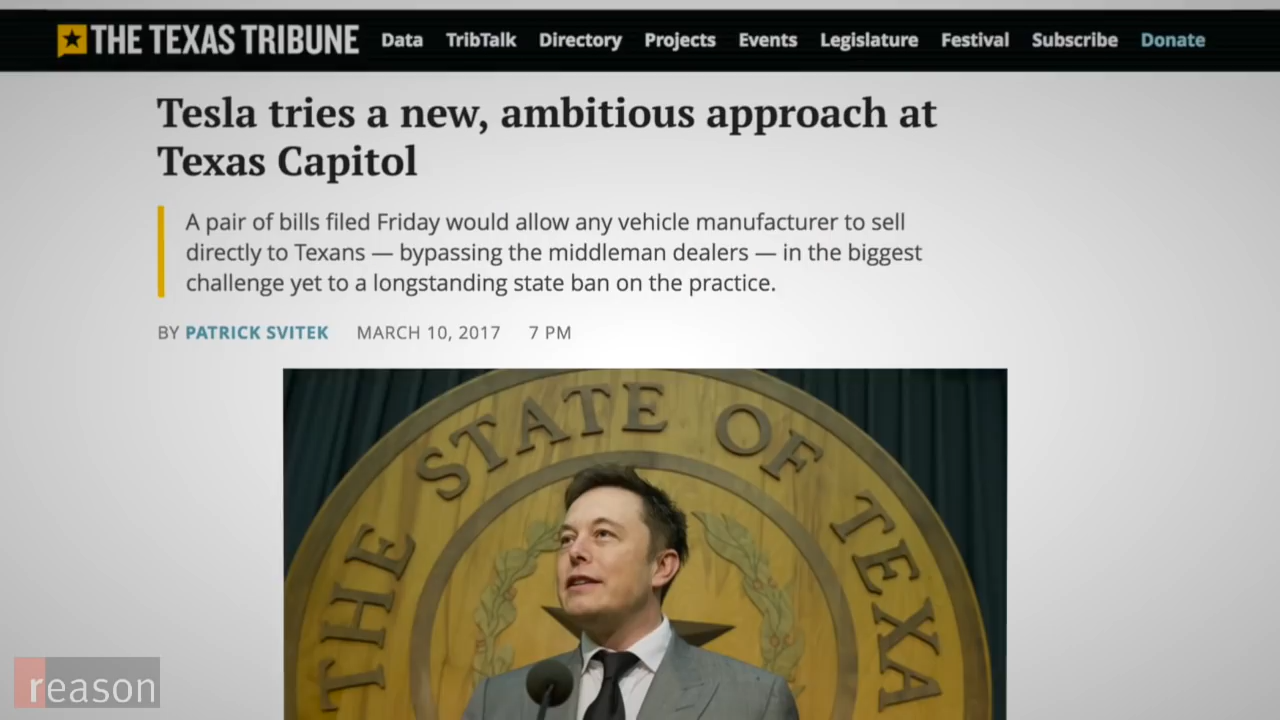 THE TEXAS TRIBUNE Data TribTalk Directory Projects Events Legislature Festival Subscribe Donate
Tesla tries a new, ambitious approach at
Texas Capitol
A pair of bills filed Friday would allow any vehicle manufacturer to sell
directly to Texans — bypassing the middleman dealers — in the biggest
challenge yet to a longstanding state ban on the practice.
BY PATRICK SVITEK MARCH 10, 2017 7 PM
THE STATE OF TEXA
reason